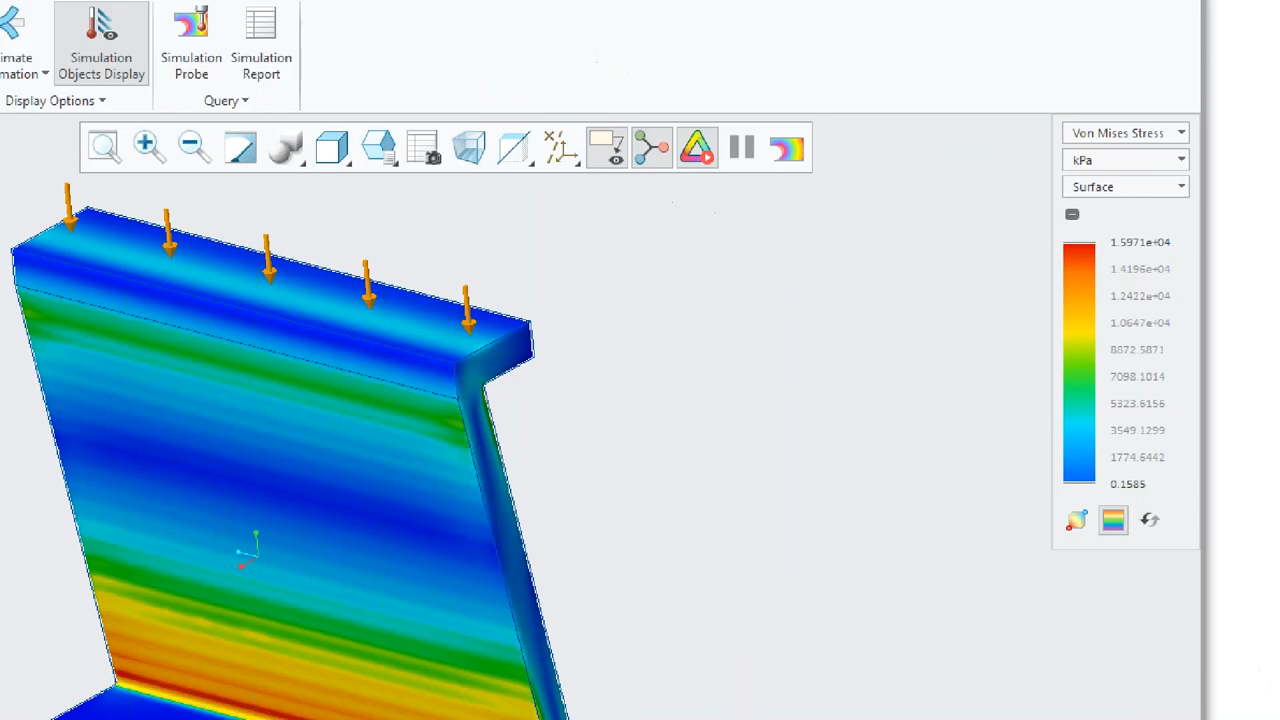 imate
mation
Simulation
Objects Display
Simulation
Probe
Simulation
Report
Display Options
Query
Von Mises Stress
kPa
Surface
1.5971e+04
1.4196e+04
1.2422e+04
1.0647e+04
8872.5871
7098.1014
5323.6156
3549.1299
1774.6442
0.1585